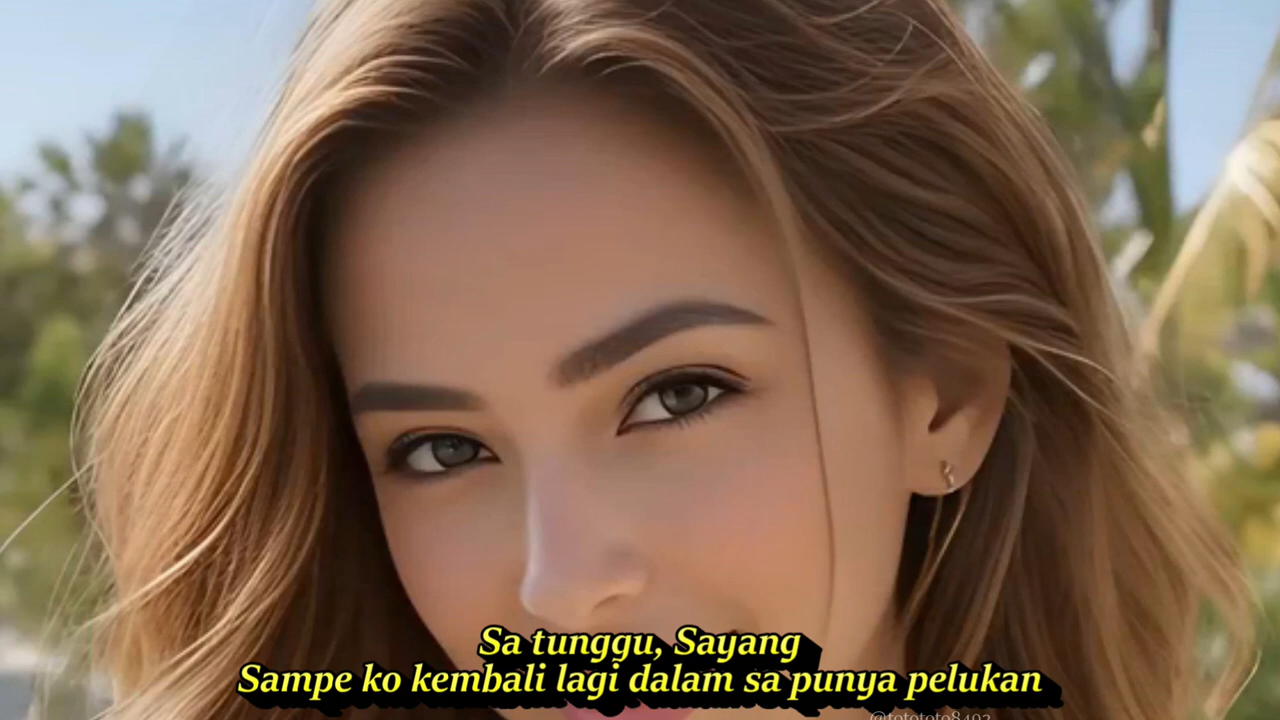 Sa tunggu, Sayang
Sampe ko kembali lagi dalam sa punya pelukan